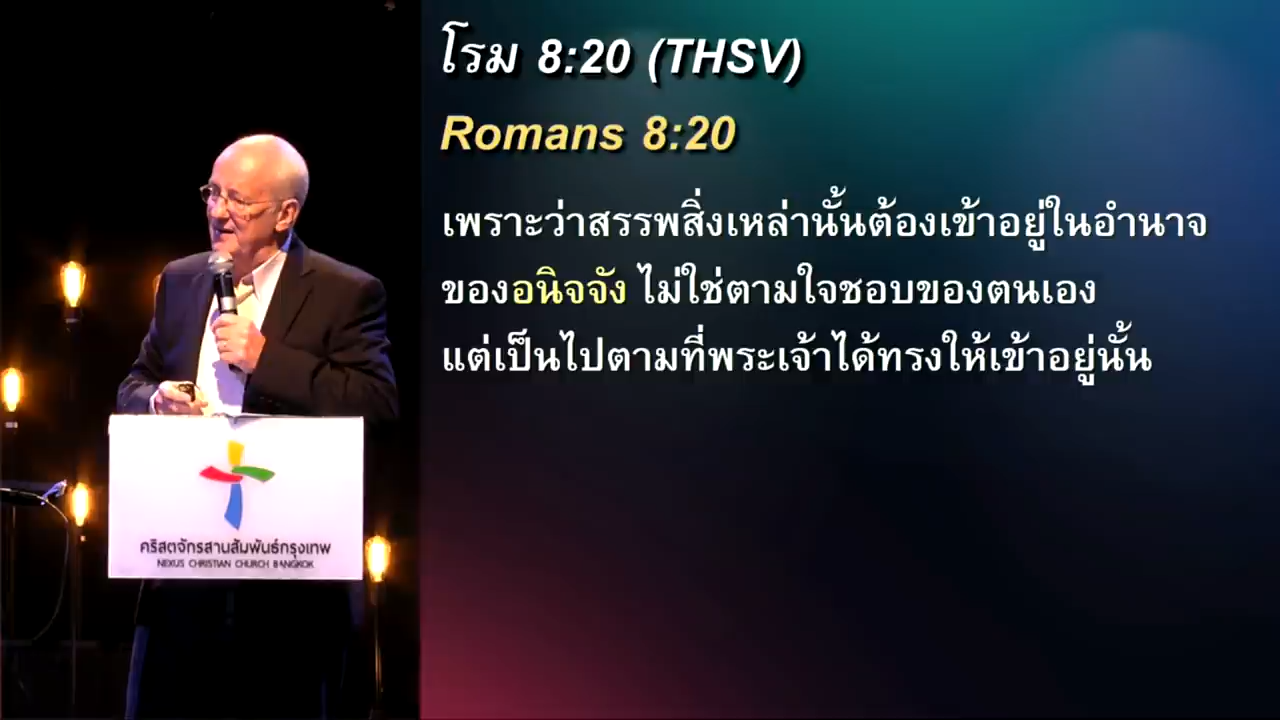 โรม 8:20 (THSV)
Romans 8:20
เพราะว่าสรรพสิ่งเหล่านั้นต้องเข้าอยู่ในอำนาจ
ของอนิจจัง ไม่ใช่ตามใจชอบของตนเอง
แต่เป็นไปตามที่พระเจ้าได้ทรงให้เข้าอยู่นั้น
คริสตจักรสานสัมพันธ์กรุงเทพ
NEXUS CHRISTIAN CHURCH BANGKOK